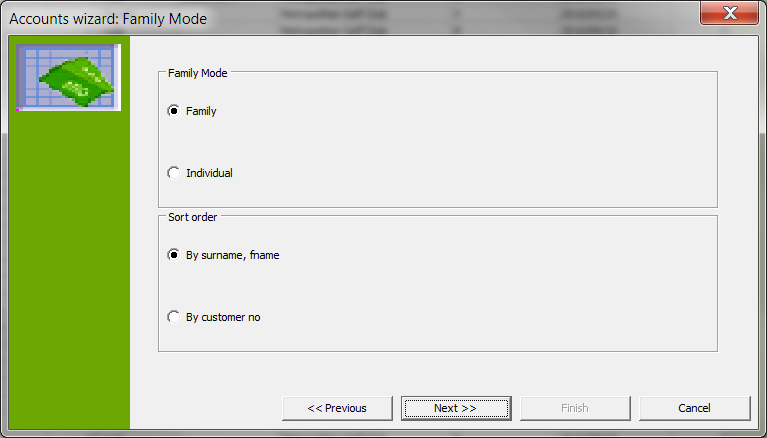 Accounts wizard: Family Mode
Family Mode
Family
Individual
Sort order
By surname, fname
By customer no
<< Previous
Next >>
Finish
Cancel